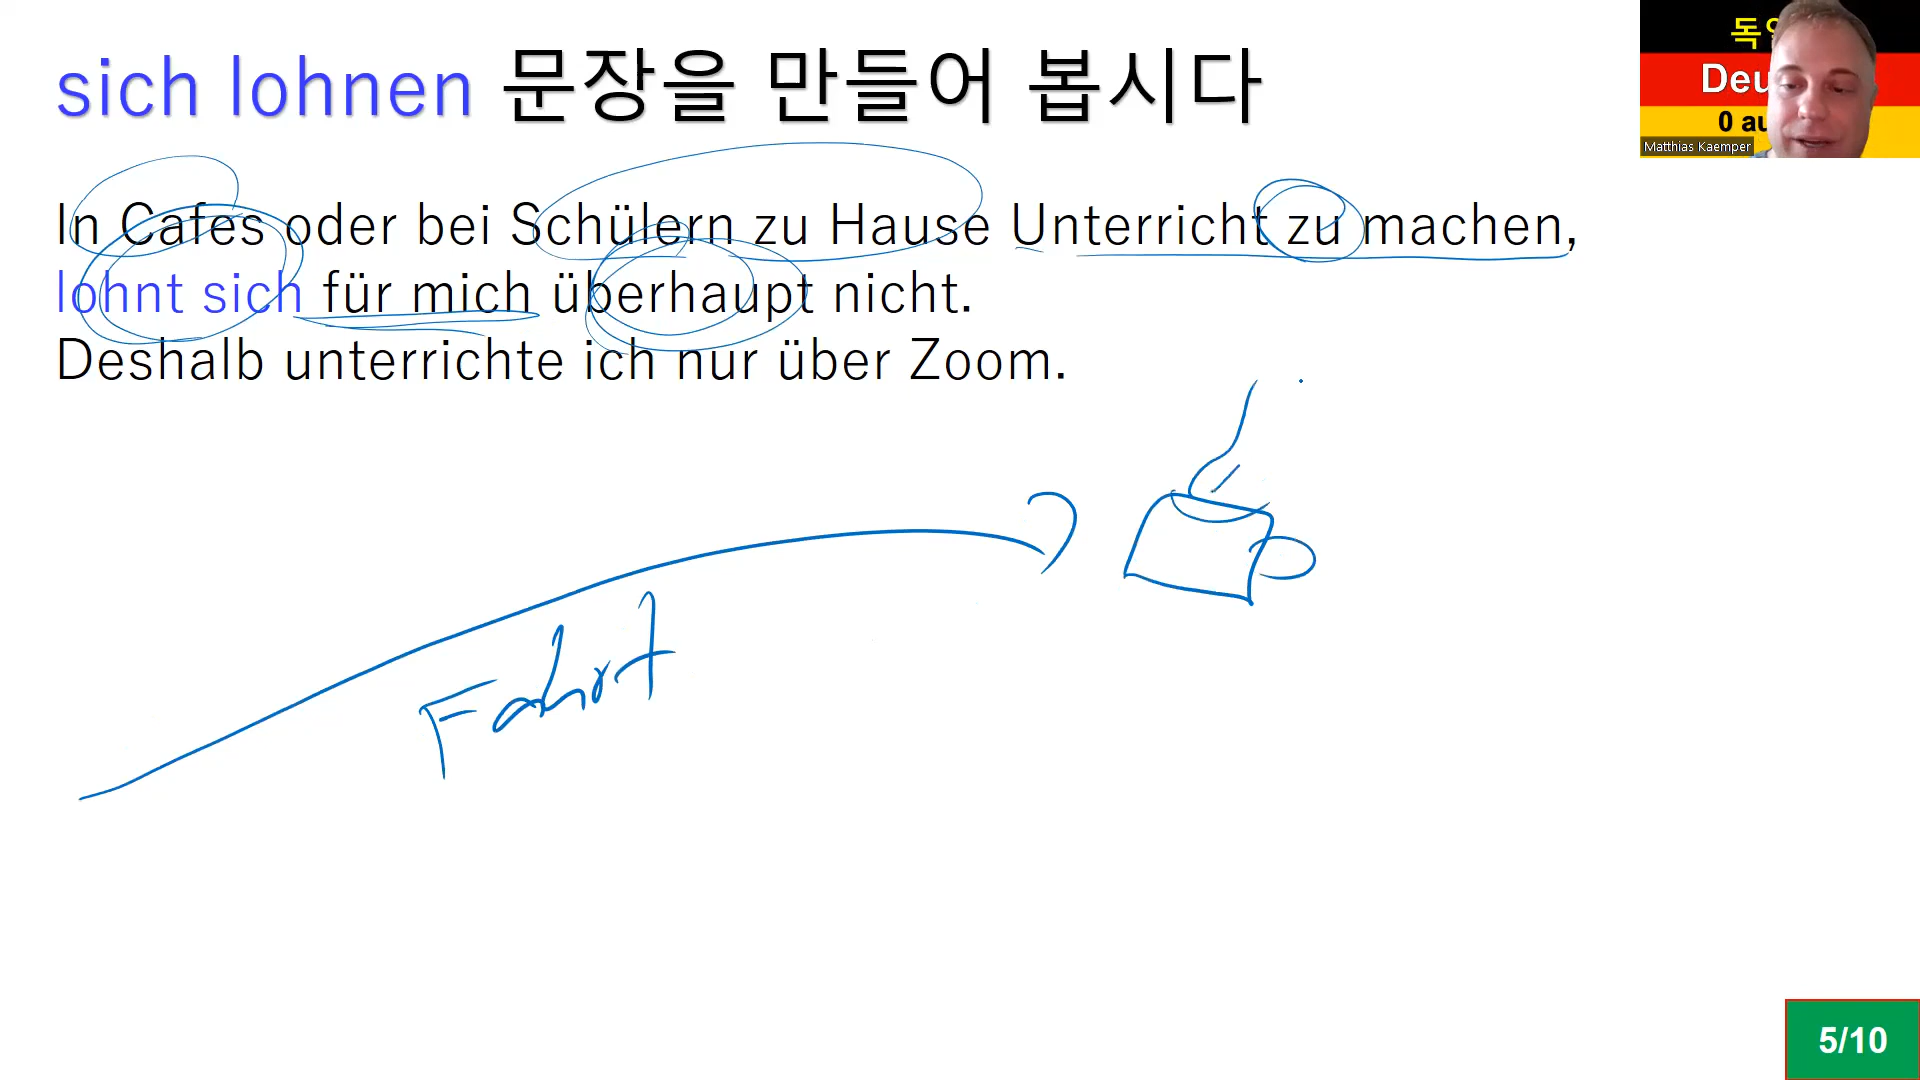 sich lohnen 문장을 만들어 봅시다
In Cafes oder bei Schülern zu Hause Unterricht zu machen,
lohnt sich für mich überhaupt nicht.
Deshalb unterrichte ich nur über Zoom.
Fahrt
Matthias Kaemper
5/10